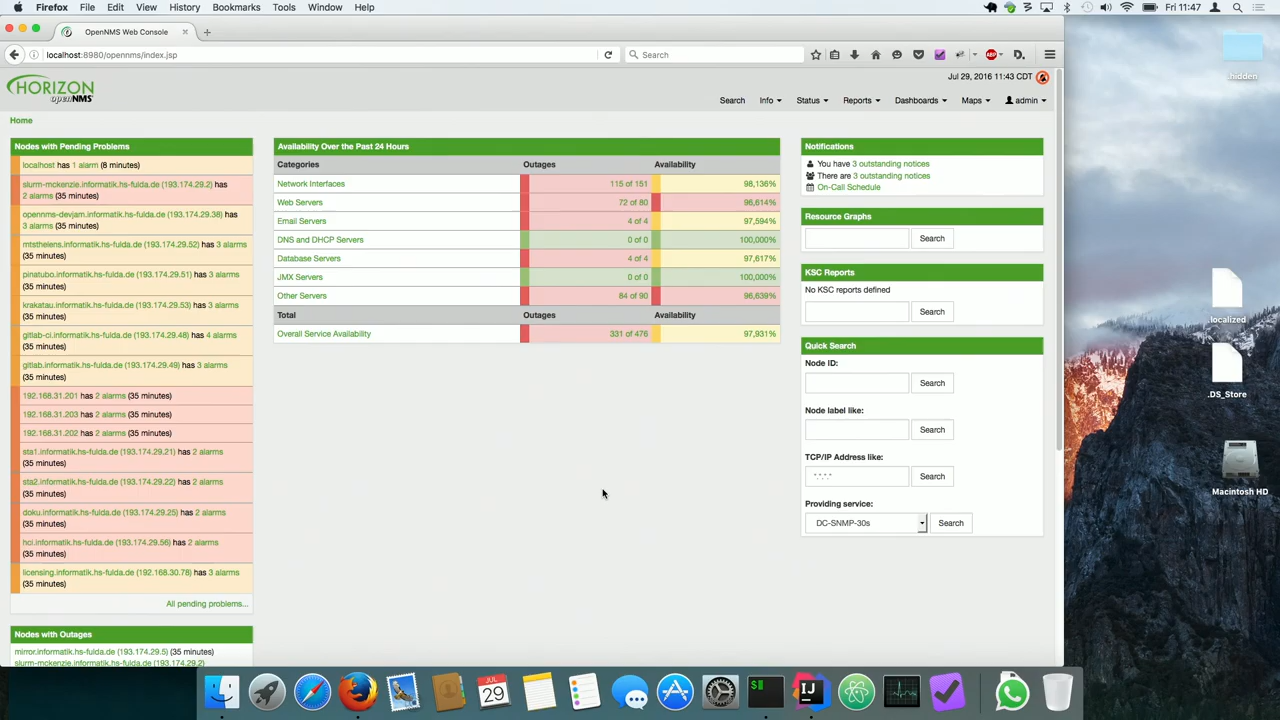 Firefox File Edit View History Bookmarks Tools Window Help
Fri 11:47
OpenNMS Web Console
localhost:8980/opennms/index.jsp
Search
ABP
D.
HORIZON
openNMS
Jul 29, 2016 11:43 CDT
Search Info Status Reports Dashboards Maps admin
Home
Nodes with Pending Problems
localhost has 1 alarm (8 minutes)
slurm-mckenzie.informatik.hs-fulda.de (193.174.29.2) has
2 alarms (35 minutes)
opennms-devjam.informatik.hs-fulda.de (193.174.29.38) has
3 alarms (35 minutes)
mtsthelens.informatik.hs-fulda.de (193.174.29.52) has 3 alarms
(35 minutes)
pinatubo.informatik.hs-fulda.de (193.174.29.51) has 3 alarms
(35 minutes)
krakatau.informatik.hs-fulda.de (193.174.29.53) has 3 alarms
(35 minutes)
gitlab-ci.informatik.hs-fulda.de (193.174.29.48) has 4 alarms
(35 minutes)
gitlab.informatik.hs-fulda.de (193.174.29.49) has 3 alarms
(35 minutes)
192.168.31.201 has 2 alarms (35 minutes)
192.168.31.203 has 2 alarms (35 minutes)
192.168.31.202 has 2 alarms (35 minutes)
sta1.informatik.hs-fulda.de (193.174.29.21) has 2 alarms
(35 minutes)
sta2.informatik.hs-fulda.de (193.174.29.22) has 2 alarms
(35 minutes)
doku.informatik.hs-fulda.de (193.174.29.25) has 2 alarms
(35 minutes)
hci.informatik.hs-fulda.de (193.174.29.56) has 2 alarms
(35 minutes)
licensing.informatik.hs-fulda.de (192.168.30.78) has 3 alarms
(35 minutes)
All pending problems...
Nodes with Outages
mirror.informatik.hs-fulda.de (193.174.29.5) (35 minutes)
slurm-mckenzie.informatik.hs-fulda.de (193.174.29.2)
Availability Over the Past 24 Hours
Categories Outages Availability
Network Interfaces 115 of 151 98,136%
Web Servers 72 of 80 96,614%
Email Servers 4 of 4 97,594%
DNS and DHCP Servers 0 of 0 100,000%
Database Servers 4 of 4 97,617%
JMX Servers 0 of 0 100,000%
Other Servers 84 of 90 96,639%
Total Outages Availability
Overall Service Availability 331 of 476 97,931%
Notifications
You have 3 outstanding notices
There are 3 outstanding notices
On-Call Schedule
Resource Graphs
Search
KSC Reports
No KSC reports defined
Search
Quick Search
Node ID:
Search
Node label like:
Search
TCP/IP Address like:
*.*.*.* Search
Providing service:
DC-SNMP-30s Search
.hidden
.localized
.DS_Store
Macintosh HD
JUL
29
$
IJ